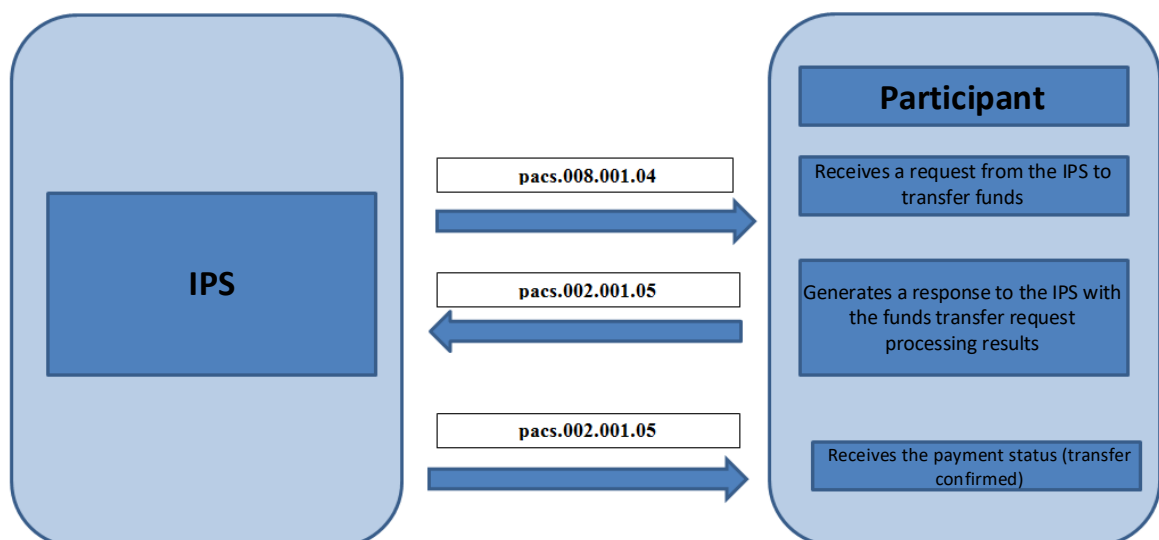 Participant
pacs.008.001.04
Receives a request from the IPS to
transfer funds
IPS
pacs.002.001.05
Generates a response to the IPS with
the funds transfer request
processing results
pacs.002.001.05
Receives the payment status (transfer
confirmed)